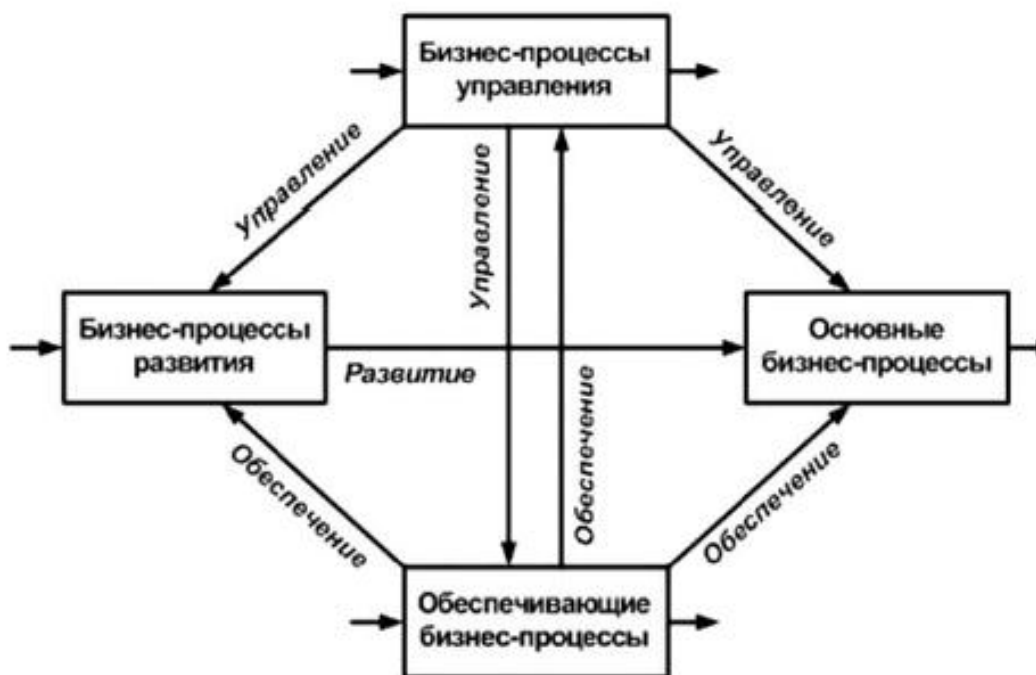 Бизнес-процессы
управления
Управление
Управление
Управление
Бизнес-процессы
развития
Развитие
Основные
бизнес-процессы
Обеспечение
Обеспечение
Обеспечение
Обеспечивающие
бизнес-процессы